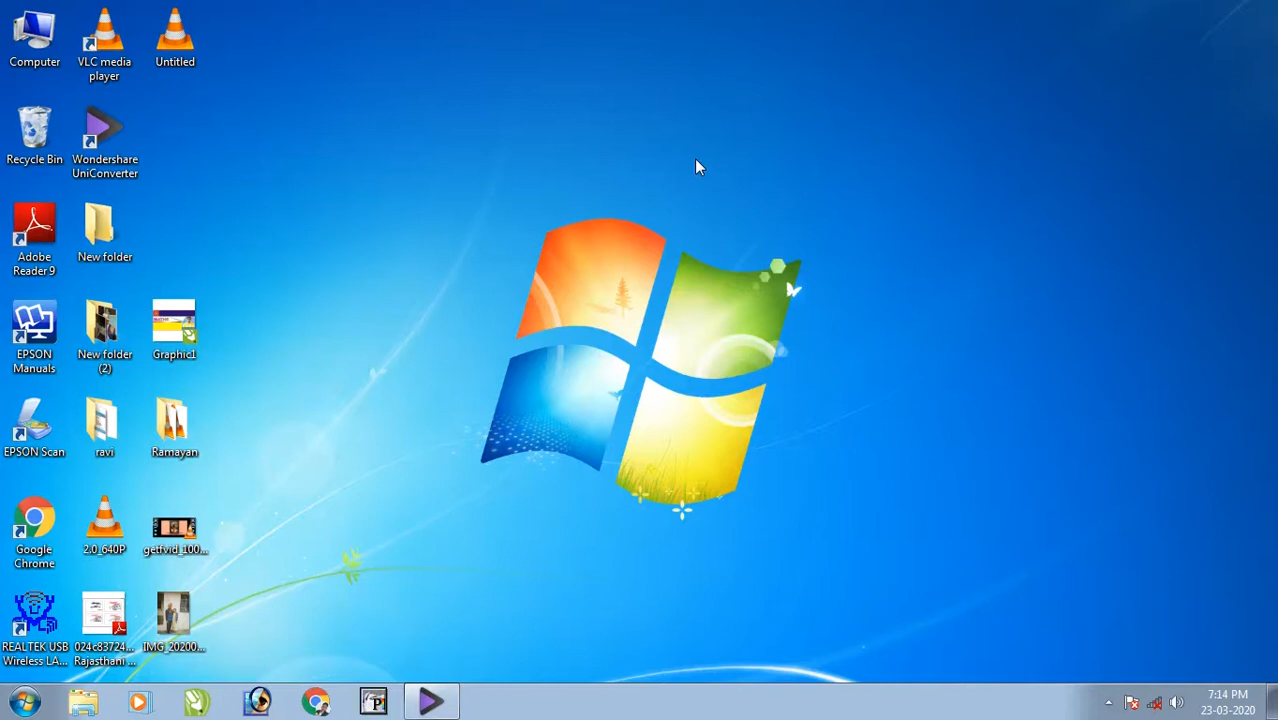 Computer
VLC media
player
Untitled
Recycle Bin
Wondershare
UniConverter
Adobe
Reader 9
New folder
EPSON
Manuals
New folder
(2)
Graphic1
EPSON Scan
ravi
Ramayan
Google
Chrome
2.0_640P
getfvid_100...
REALTEK USB
Wireless LA...
024c83724...
Rajasthani ...
IMG_20200...
7:14 PM
23-03-2020